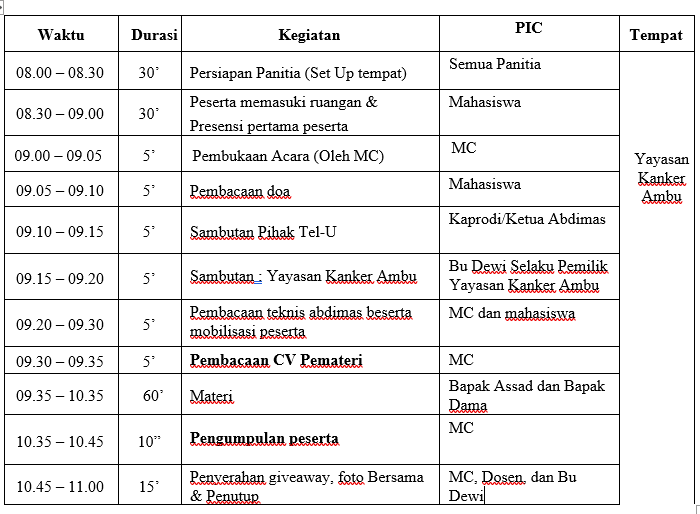 Waktu Durasi Kegiatan PIC Tempat
08.00 – 08.30 30’ Persiapan Panitia (Set Up tempat) Semua Panitia
08.30 – 09.00 30’ Peserta memasuki ruangan & Mahasiswa
Presensi pertama peserta
09.00 – 09.05 5’ Pembukaan Acara (Oleh MC) MC
09.05 – 09.10 5’ Pembacaan doa Mahasiswa
09.10 – 09.15 5’ Sambutan Pihak Tel-U Kaprodi/Ketua Abdimas
09.15 – 09.20 5’ Sambutan : Yayasan Kanker Ambu Bu Dewi Selaku Pemilik
Yayasan Kanker Ambu
09.20 – 09.30 5’ Pembacaan teknis abdimas beserta MC dan mahasiswa
mobilisasi peserta
09.30 – 09.35 5’ Pembacaan CV Pemateri MC
09.35 – 10.35 60’ Materi Bapak Assad dan Bapak
Dama
10.35 – 10.45 10” Pengumpulan peserta MC
10.45 – 11.00 15’ Penyerahan giveaway, foto Bersama MC, Dosen, dan Bu
& Penutup Dewi
Yayasan
Kanker
Ambu